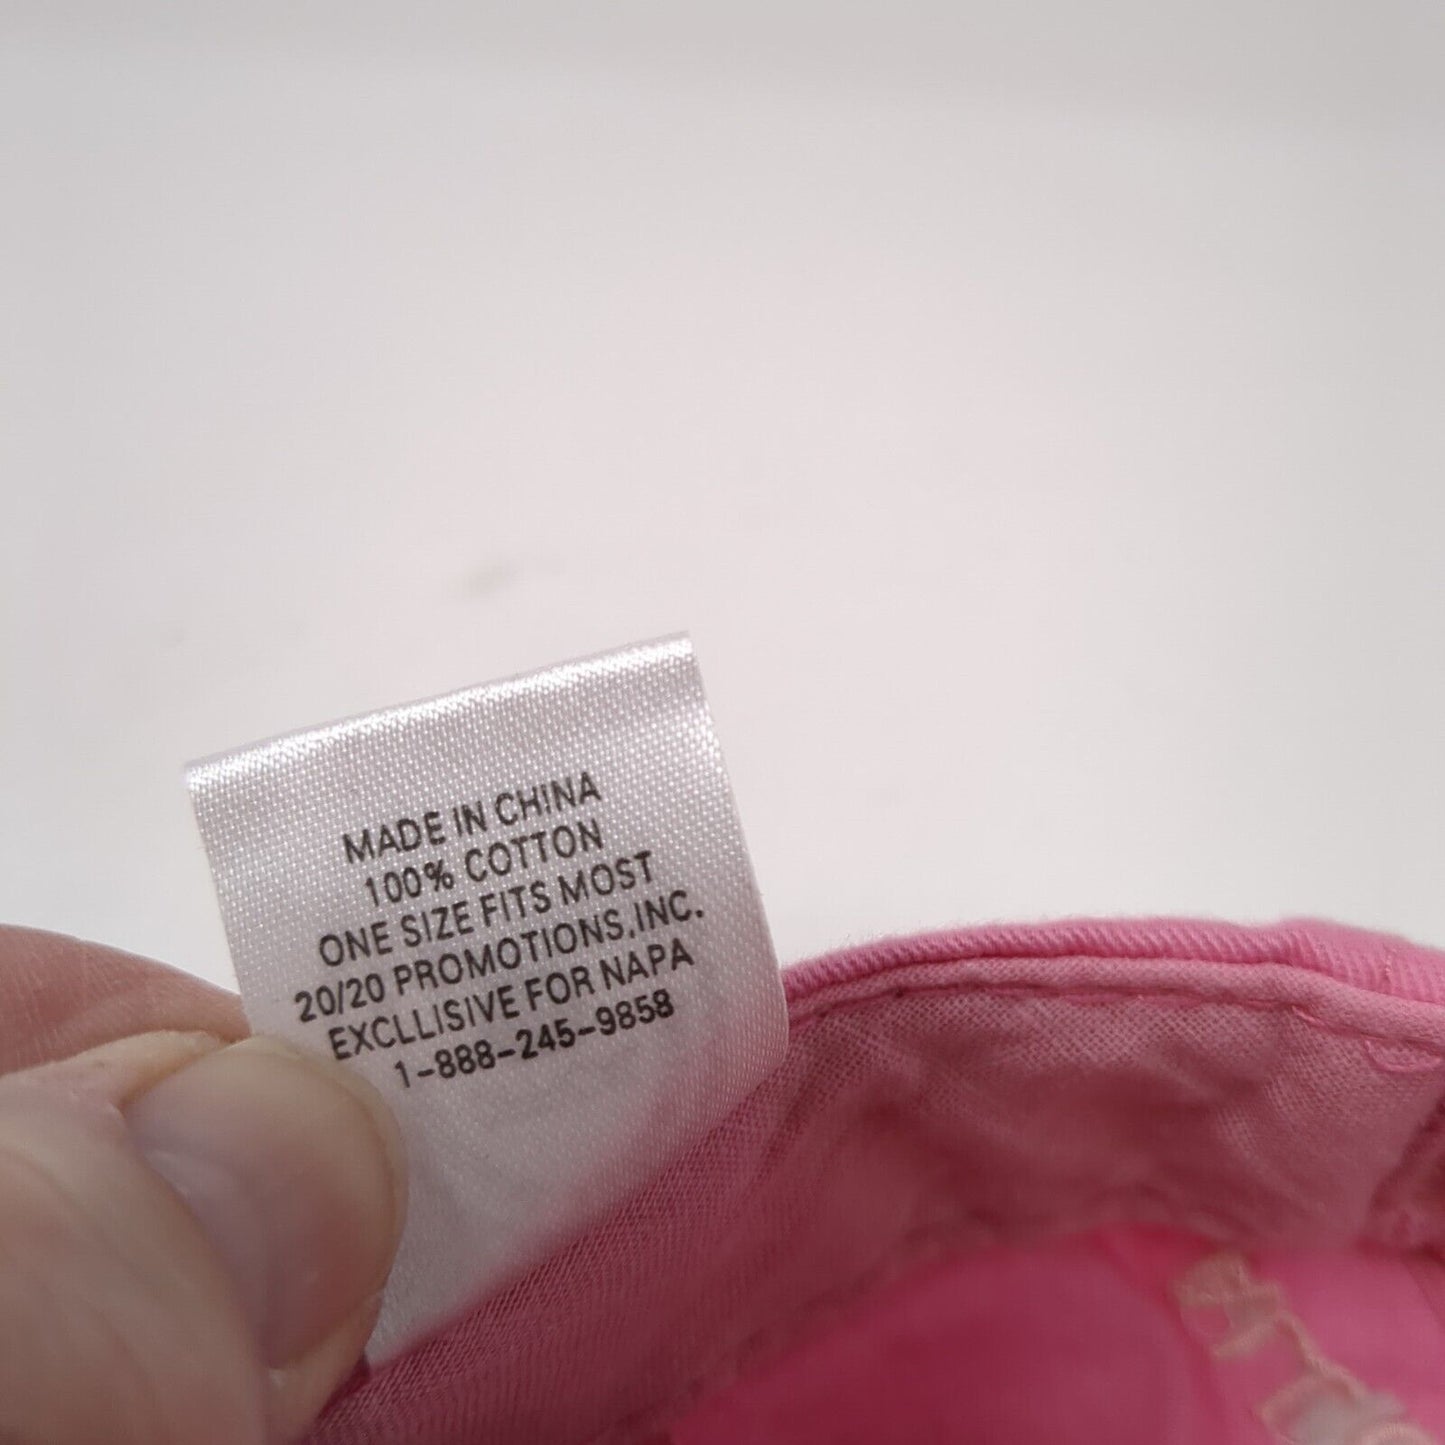 MADE IN CHINA
100% COTTON
ONE SIZE FITS MOST
20/20 PROMOTIONS,INC.
EXCLLISIVE FOR NAPA
1-888-245-9858